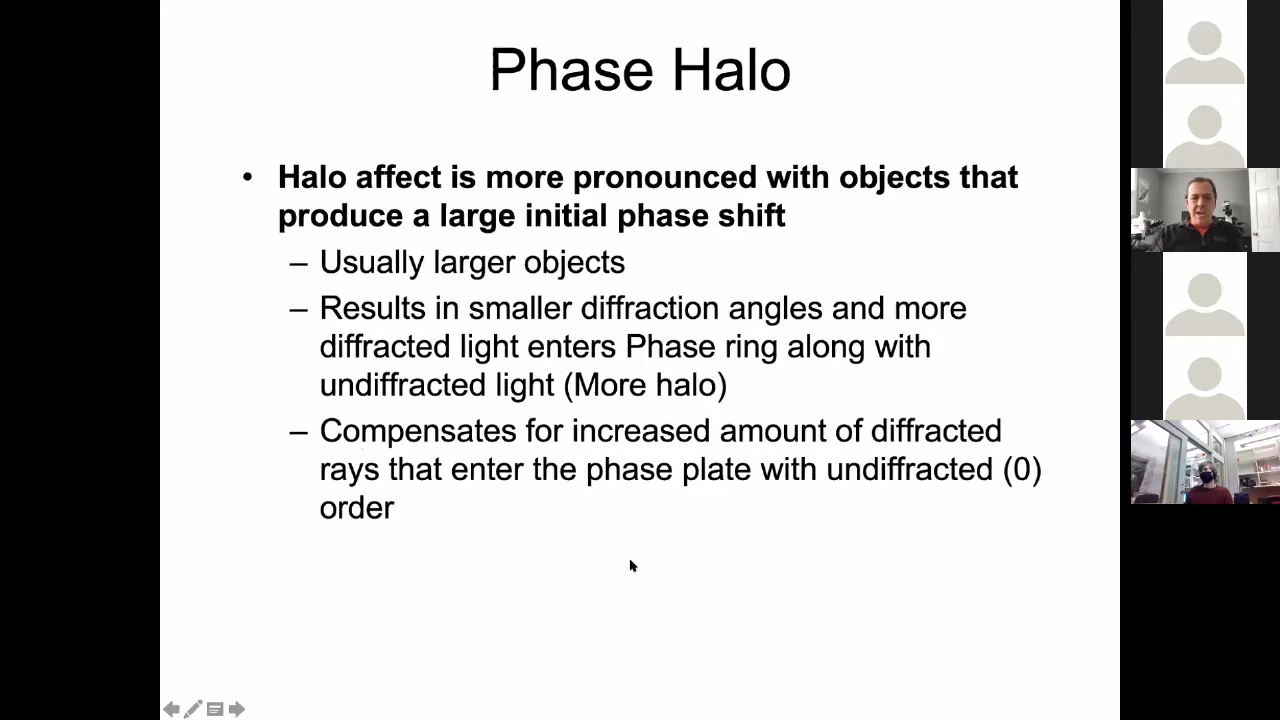 Phase Halo
• Halo affect is more pronounced with objects that
produce a large initial phase shift
– Usually larger objects
– Results in smaller diffraction angles and more
diffracted light enters Phase ring along with
undiffracted light (More halo)
– Compensates for increased amount of diffracted
rays that enter the phase plate with undiffracted (0)
order